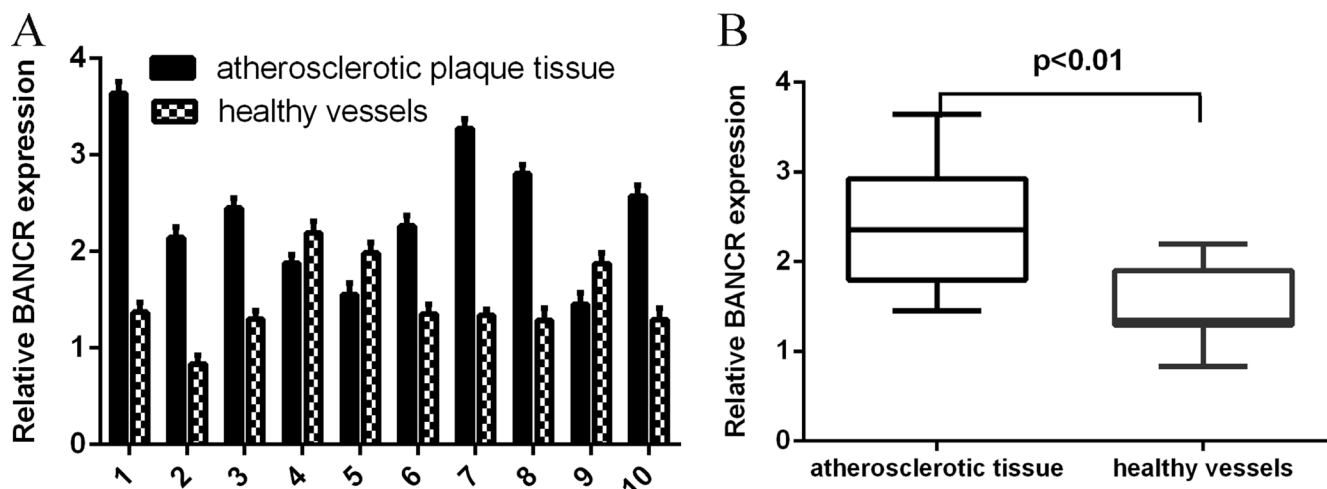 A
Relative BANCR expression
4
3
2
1
0
atherosclerotic plaque tissue
healthy vessels
1 2 3 4 5 6 7 8 9 10
B
p<0.01
Relative BANCR expression
4
3
2
1
0
atherosclerotic tissue healthy vessels